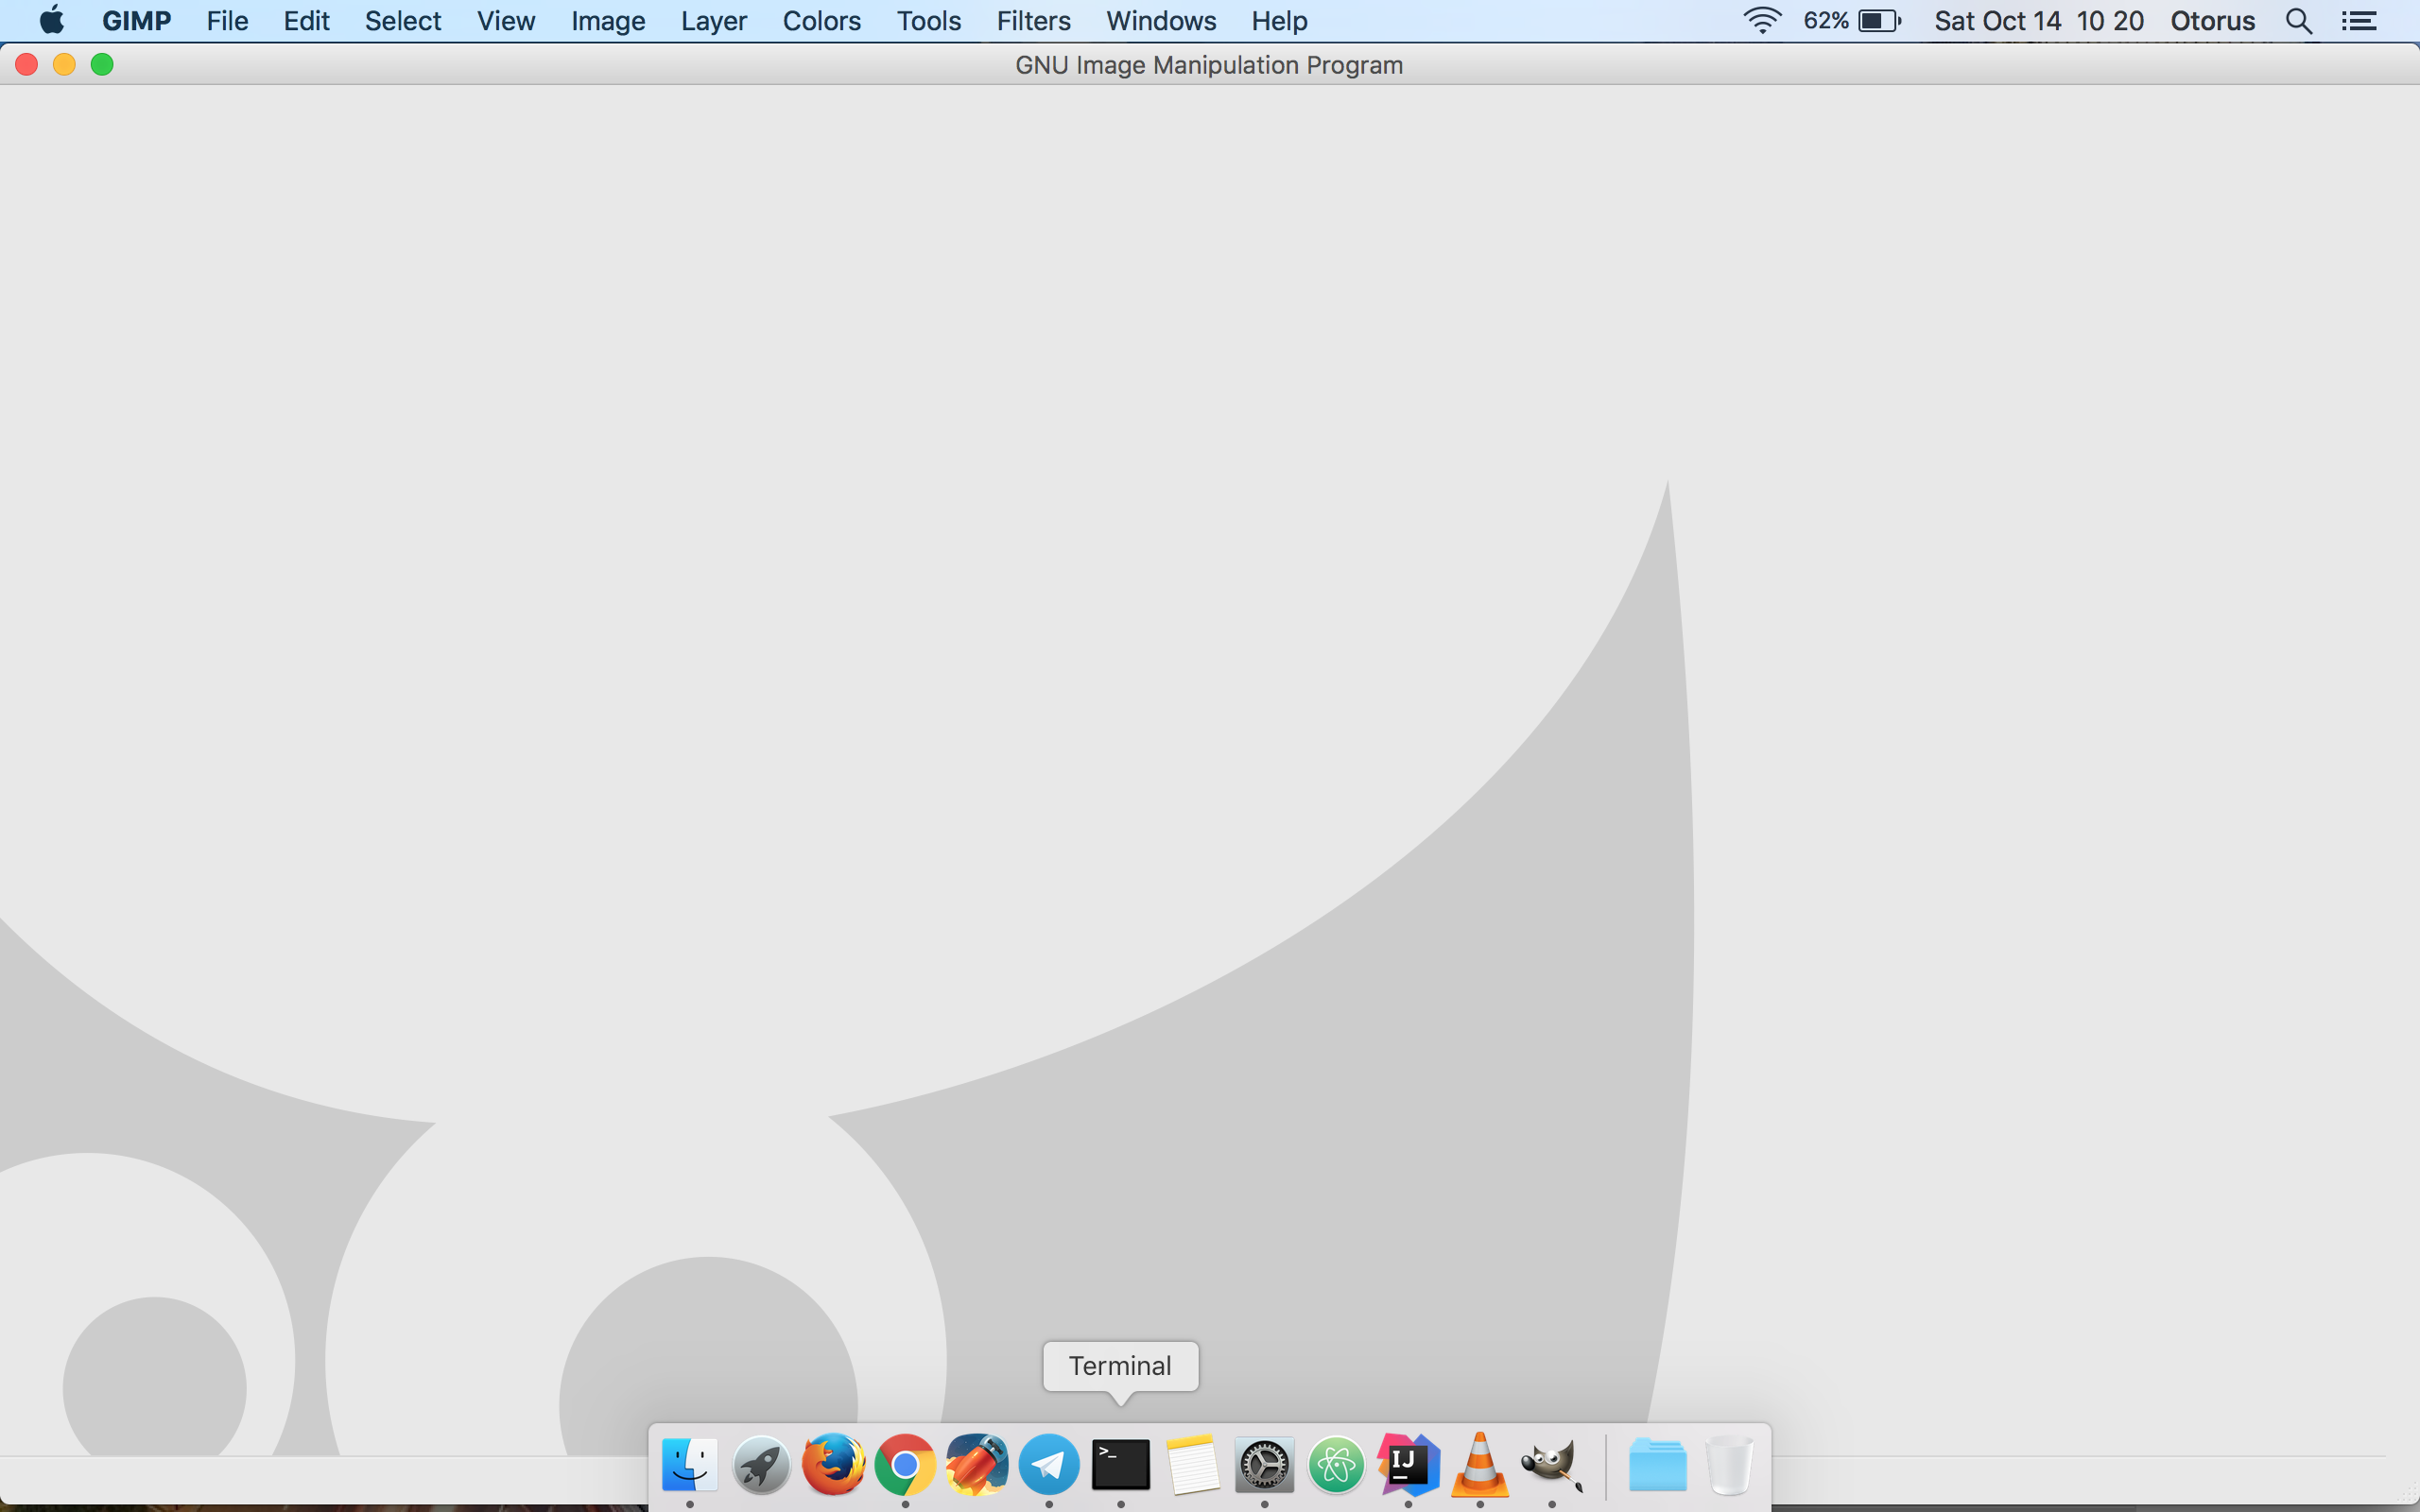 GIMP File Edit Select View Image Layer Colors Tools Filters Windows Help 62% Sat Oct 14 10 20 Otorus
GNU Image Manipulation Program
Terminal
>_
IJ